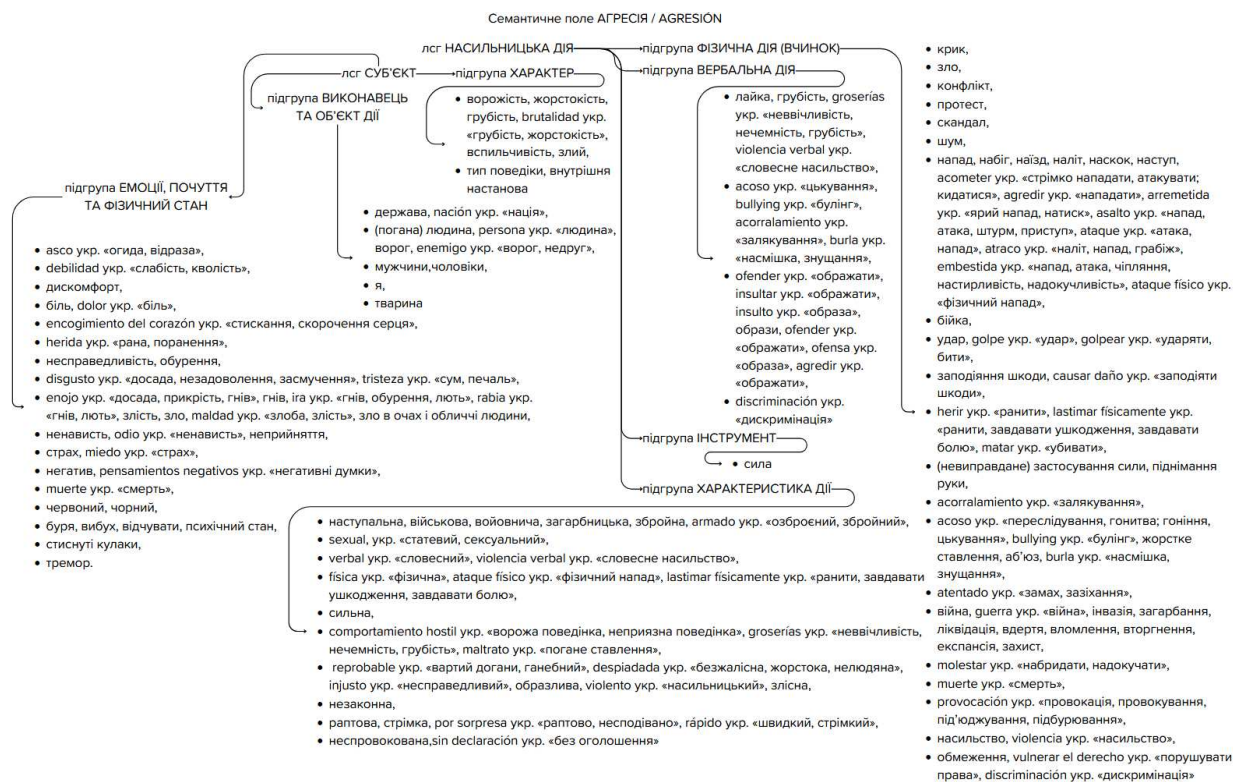 Семантичне поле АГРЕСІЯ / AGRESIÓN
лсг НАСИЛЬНИЦЬКА ДІЯ
лсг СУБ'ЄКТ
підгрупа ХАРАКТЕР
• ворожість, жорстокість,
грубість, brutalidad укр.
«грубість, жорстокість»,
вспильчивість, злий,
• тип поведіки, внутрішня
настанова
підгрупа ВИКОНАВЕЦЬ
ТА ОБ'ЄКТ ДІЇ
• держава, nación укр. «нація»,
• (погана) людина, persona укр. «людина»,
ворог, enemigo укр. «ворог, недруг»,
• мужчини,чоловіки,
• я,
• тварина
підгрупа ЕМОЦІЇ, ПОЧУТТЯ
ТА ФІЗИЧНИЙ СТАН
• asco укр. «огида, відраза»,
• debilidad укр. «слабість, кволість»,
• дискомфорт,
• біль, dolor укр. «біль»,
• encogimiento del corazón укр. «стискання, скорочення серця»,
• herida укр. «рана, поранення»,
• несправедливість, обурення,
• disgusto укр. «досада, незадоволення, засмучення», tristeza укр. «сум, печаль»,
• enojo укр. «досада, прикрість, гнів», гнів, ira укр. «гнів, обурення, лють», rabia укр.
«гнів, лють», злість, зло, maldad укр. «злоба, злість», зло в очах і обличчі людини,
• ненависть, odio укр. «ненависть», неприйняття,
• страх, miedo укр. «страх»,
• негатив, pensamientos negativos укр. «негативні думки»,
• muerte укр. «смерть»,
• червоний, чорний,
• буря, вибух, відчувати, психічний стан,
• стиснуті кулаки,
• тремор.
підгрупа ФІЗИЧНА ДІЯ (ВЧИНОК)
підгрупа ВЕРБАЛЬНА ДІЯ
• лайка, грубість, groserías
укр. «неввічливість,
нечемність, грубість»,
violencia verbal укр.
«словесне насильство»,
• acoso укр. «цькування»,
bullying укр. «булінг»,
acorralamiento укр.
«залякування», burla укр.
«насмішка, знущання»,
• ofender укр. «ображати»,
insultar укр. «ображати»,
insulto укр. «образа»,
образи, ofender укр.
«ображати», ofensa укр.
«образа», agredir укр.
«ображати»,
• discriminación укр.
«дискримінація»
підгрупа ІНСТРУМЕНТ
• сила
підгрупа ХАРАКТЕРИСТИКА ДІЇ
• наступальна, військова, войовнича, загарбницька, збройна, armado укр. «озброєний, збройний»,
• sexual, укр. «статевий, сексуальний»,
• verbal укр. «словесний», violencia verbal укр. «словесне насильство»,
• física укр. «фізична», ataque físico укр. «фізичний напад», lastimar físicamente укр. «ранити, завдавати
ушкодження, завдавати болю»,
• сильна,
• comportamiento hostil укр. «ворожа поведінка, неприязна поведінка», groserías укр. «неввічливість,
нечемність, грубість», maltrato укр. «погане ставлення»,
• reprobable укр. «вартий догани, ганебний», despiadada укр. «безжалісна, жорстока, нелюдяна»,
injusto укр. «несправедливий», образлива, violento укр. «насильницький», злісна,
• незаконна,
• раптова, стрімка, por sorpresa укр. «раптово, несподівано», rápido укр. «швидкий, стрімкий»,
• неспровокована,sin declaración укр. «без оголошення»
• крик,
• зло,
• конфлікт,
• протест,
• скандал,
• шум,
• напад, набіг, наїзд, наліт, наскок, наступ,
acometer укр. «стрімко нападати, атакувати;
кидатися», agredir укр. «нападати», arremetida
укр. «ярий напад, натиск», asalto укр. «напад,
атака, штурм, приступ», ataque укр. «атака,
напад», atraco укр. «наліт, напад, грабіж»,
embestida укр. «напад, атака, чіпляння,
настирливість, надокучливість», ataque físico укр.
«фізичний напад»,
• бійка,
• удар, golpe укр. «удар», golpear укр. «ударяти,
бити»,
• заподіяння шкоди, causar daño укр. «заподіяти
шкоди»,
• herir укр. «ранити», lastimar físicamente укр.
«ранити, завдавати ушкодження, завдавати
болю», matar укр. «убивати»,
• (невиправдане) застосування сили, піднімання
руки,
• acorralamiento укр. «залякування»,
• acoso укр. «переслідування, гонитва; гоніння,
цькування», bullying укр. «булінг», жорстке
ставлення, аб'юз, burla укр. «насмішка,
знущання»,
• atentado укр. «замах, зазіхання»,
• війна, guerra укр. «війна», інвазія, загарбання,
ліквідація, вдертя, вломлення, вторгнення,
експансія, захист,
• molestar укр. «набридати, надокучати»,
• muerte укр. «смерть»,
• provocación укр. «провокація, провокування,
під'юджування, підбурювання»,
• насильство, violencia укр. «насильство»,
• обмеження, vulnerar el derecho укр. «порушувати
права», discriminación укр. «дискримінація»